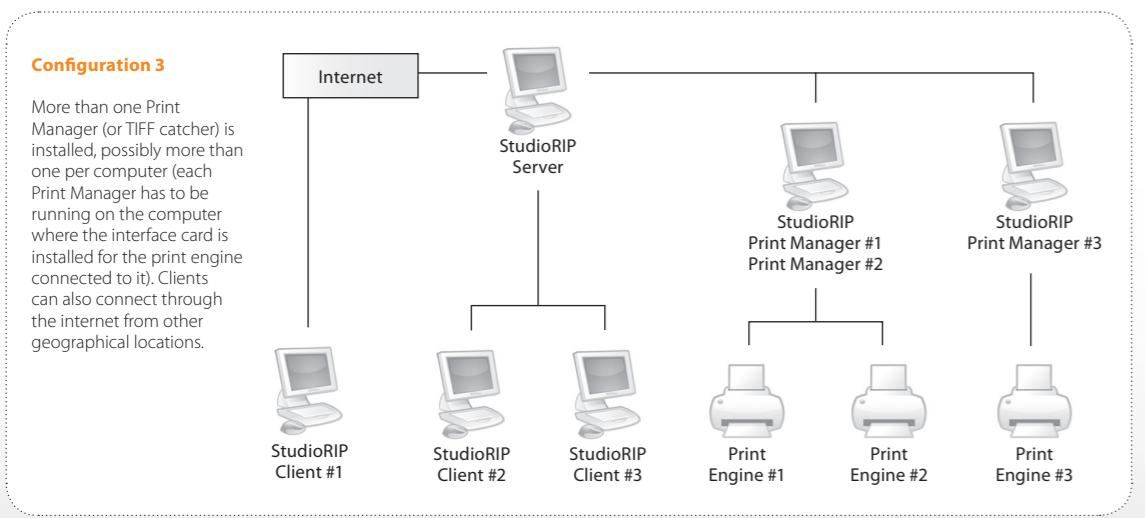 Configuration 3
More than one Print
Manager (or TIFF catcher) is
installed, possibly more than
one per computer (each
Print Manager has to be
running on the computer
where the interface card is
installed for the print engine
connected to it). Clients
can also connect through
the internet from other
geographical locations.
Internet
StudioRIP
Server
StudioRIP
Print Manager #1
Print Manager #2
StudioRIP
Print Manager #3
StudioRIP
Client #1
StudioRIP
Client #2
StudioRIP
Client #3
Print
Engine #1
Print
Engine #2
Print
Engine #3